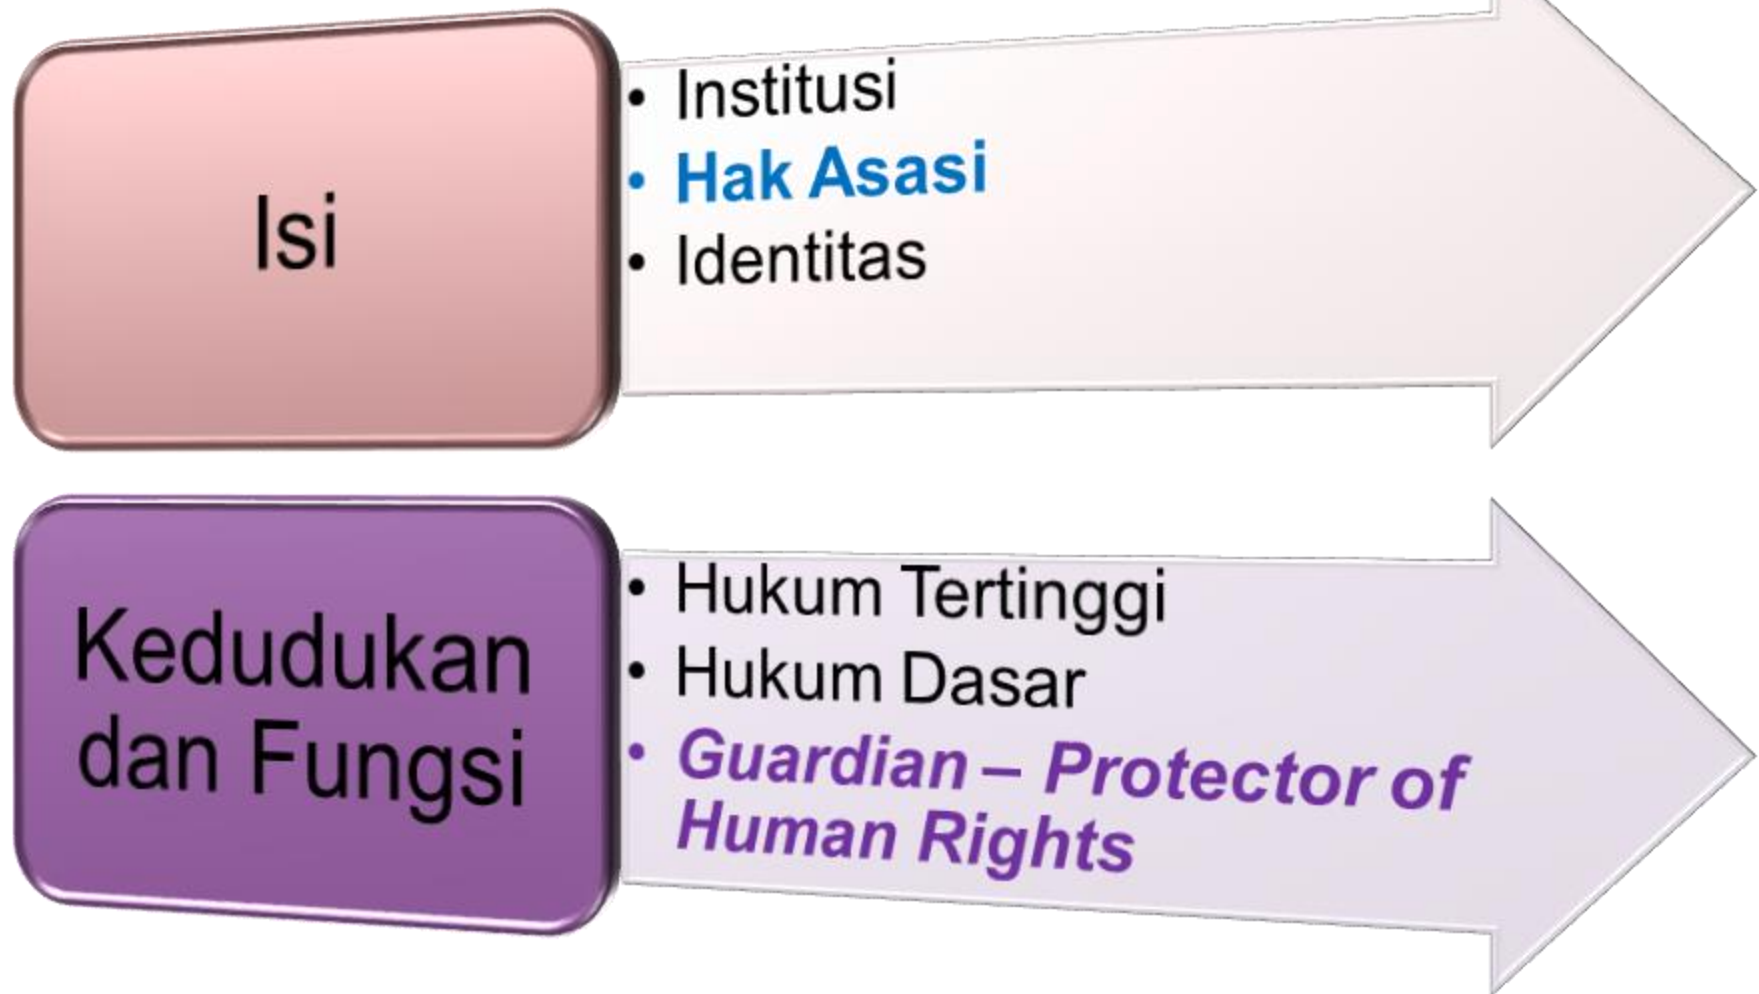 Isi
• Institusi
• Hak Asasi
• Identitas
Kedudukan
dan Fungsi
• Hukum Tertinggi
• Hukum Dasar
• Guardian – Protector of
Human Rights